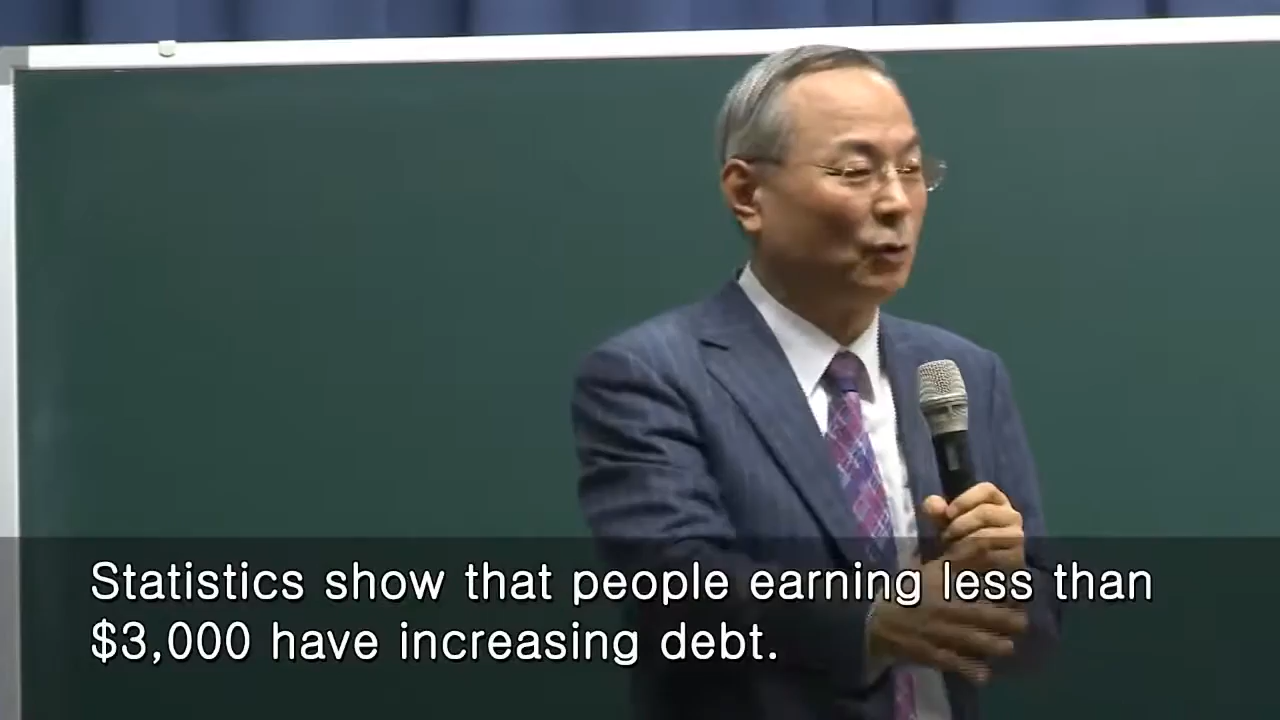 Statistics show that people earning less than
$3,000 have increasing debt.